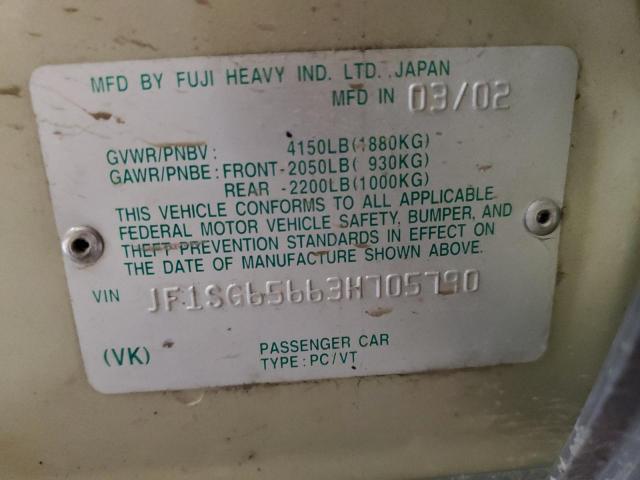 MFD BY FUJI HEAVY IND. LTD. JAPAN
MFD IN 03/02
GVWR/PNBV: 4150LB(1880KG)
GAWR/PNBE: FRONT-2050LB( 930KG)
REAR -2200LB(1000KG)
THIS VEHICLE CONFORMS TO ALL APPLICABLE
FEDERAL MOTOR VEHICLE SAFETY, BUMPER, AND
THEFT PREVENTION STANDARDS IN EFFECT ON
THE DATE OF MANUFACTURE SHOWN ABOVE.
VIN JF1SG65663H705790
(VK)
PASSENGER CAR
TYPE: PC/VT